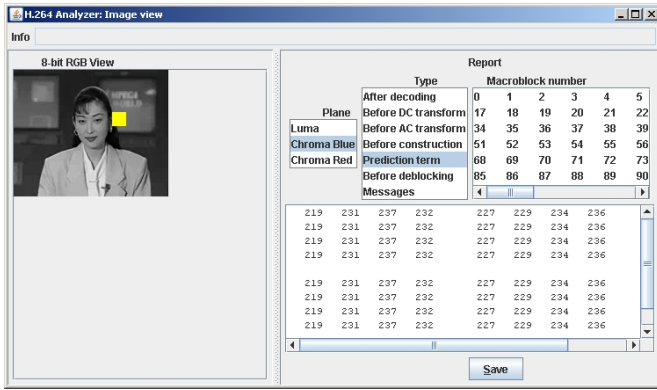 H.264 Analyzer: Image view
Info
8-bit RGB View
MPEG4
WORLD
Report
Plane
Luma
Chroma Blue
Chroma Red
Type
After decoding
Before DC transform
Before AC transform
Before construction
Prediction term
Before deblocking
Messages
Macroblock number
0 1 2 3 4 5
17 18 19 20 21 22
34 35 36 37 38 39
51 52 53 54 55 56
68 69 70 71 72 73
85 86 87 88 89 90
219 231 237 232 227 229 234 236
219 231 237 232 227 229 234 236
219 231 237 232 227 229 234 236
219 231 237 232 227 229 234 236
219 231 237 232 227 229 234 236
219 231 237 232 227 229 234 236
219 231 237 232 227 229 234 236
219 231 237 232 227 229 234 236
Save